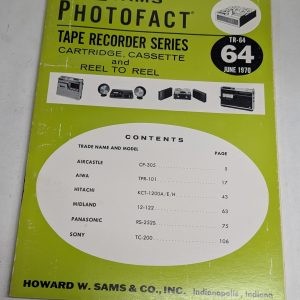 SAMS
PHOTOFACT®
TAPE RECORDER SERIES
CARTRIDGE, CASSETTE
and
REEL TO REEL
TR-64
64
JUNE 1970
CONTENTS
TRADE NAME AND MODEL PAGE
AIRCASTLE CP-305 5
AIWA TPR-101 17
HITACHI KCT-1200A/E/H 43
MIDLAND 12-122 63
PANASONIC RS-252S 75
SONY TC-200 106
HOWARD W. SAMS & CO., INC. Indianapolis, Indiana